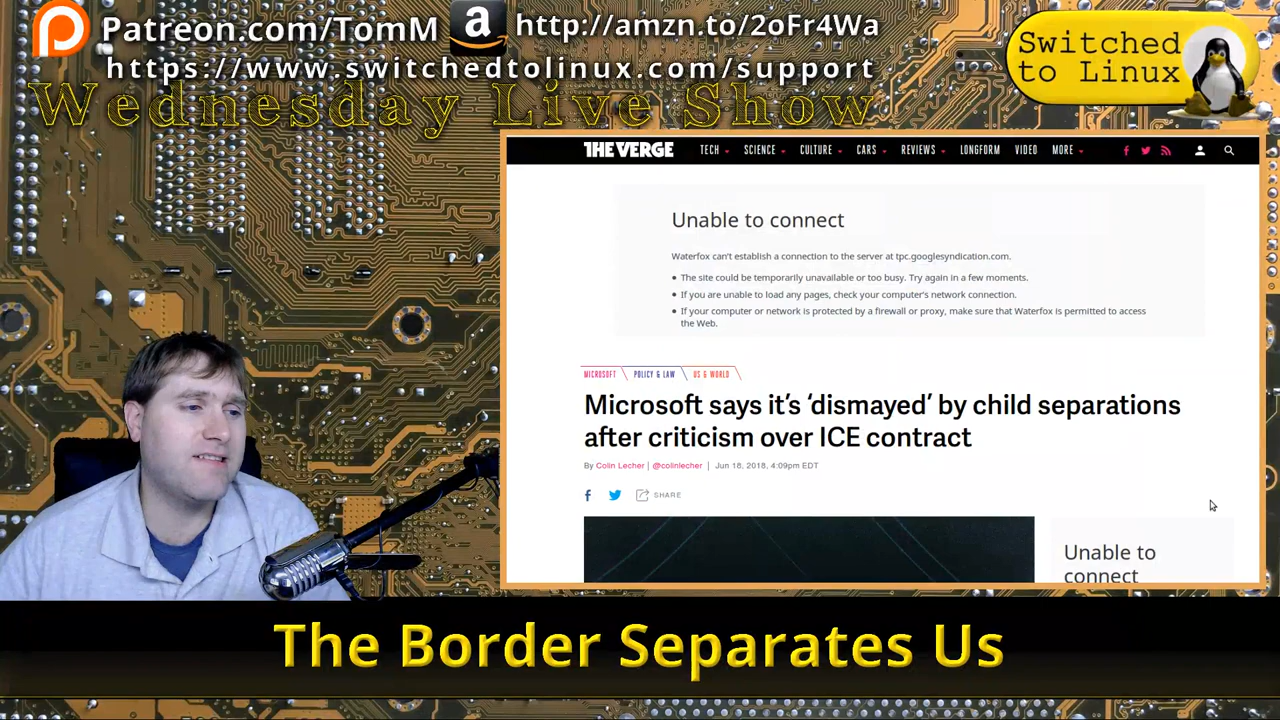 Patreon.com/TomM
http://amzn.to/2oFr4Wa
https://www.switchedtolinux.com/support
Wednesday Live Show
Switched
to Linux
THE VERGE
TECH
SCIENCE
CULTURE
CARS
REVIEWS
LONGFORM
VIDEO
MORE
Unable to connect
Waterfox can't establish a connection to the server at tpc.googlesyndication.com.
The site could be temporarily unavailable or too busy. Try again in a few moments.
If you are unable to load any pages, check your computer's network connection.
If your computer or network is protected by a firewall or proxy, make sure that Waterfox is permitted to access
the Web.
MICROSOFT
POLICY & LAW
US & WORLD
Microsoft says it's 'dismayed' by child separations
after criticism over ICE contract
By Colin Lecher | @colinlecher | Jun 18, 2018, 4:09pm EDT
SHARE
Unable to
connect
The Border Separates Us